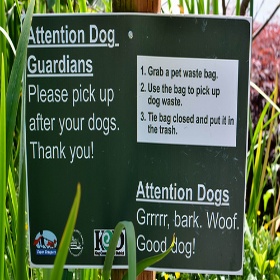 Attention Dog
Guardians
Please pick up
after your dogs.
Thank you!
1. Grab a pet waste bag.
2. Use the bag to pick up
dog waste.
3. Tie bag closed and put it in
the trash.
Attention Dogs
Grrrrr, bark. Woof.
Good dog!